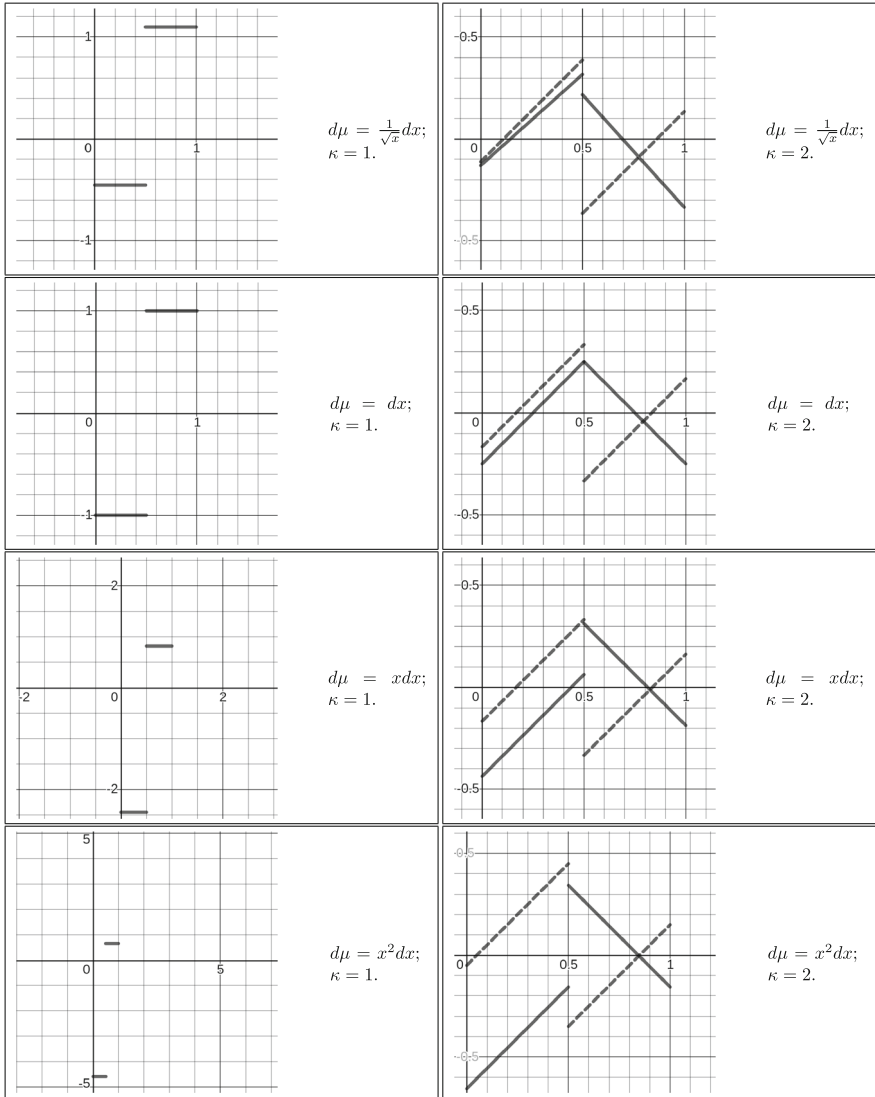 1
0
1
-1
dμ = 1/√x dx;
κ = 1.
0.5
0
0.5
1
-0.5
dμ = 1/√x dx;
κ = 2.
1
0
1
-1
dμ = dx;
κ = 1.
0.5
0
0.5
1
-0.5
dμ = dx;
κ = 2.
2
-2
0
2
-2
dμ = xdx;
κ = 1.
0.5
0
0.5
1
-0.5
dμ = xdx;
κ = 2.
5
0
5
-5
dμ = x²dx;
κ = 1.
0.5
0
0.5
1
-0.5
dμ = x²dx;
κ = 2.